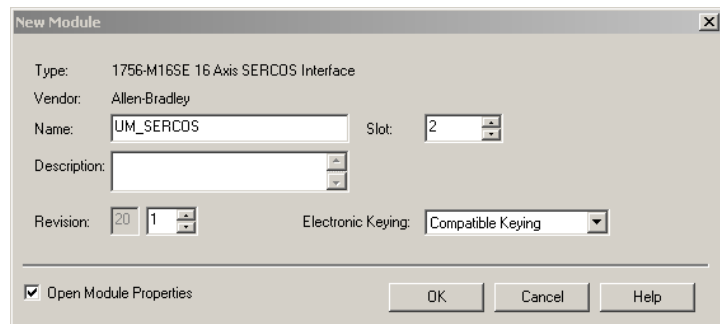 New Module
Type: 1756-M16SE 16 Axis SERCOS Interface
Vendor: Allen-Bradley
Name: UM_SERCOS Slot: 2
Description:
Revision: 20 1 Electronic Keying: Compatible Keying
Open Module Properties OK Cancel Help